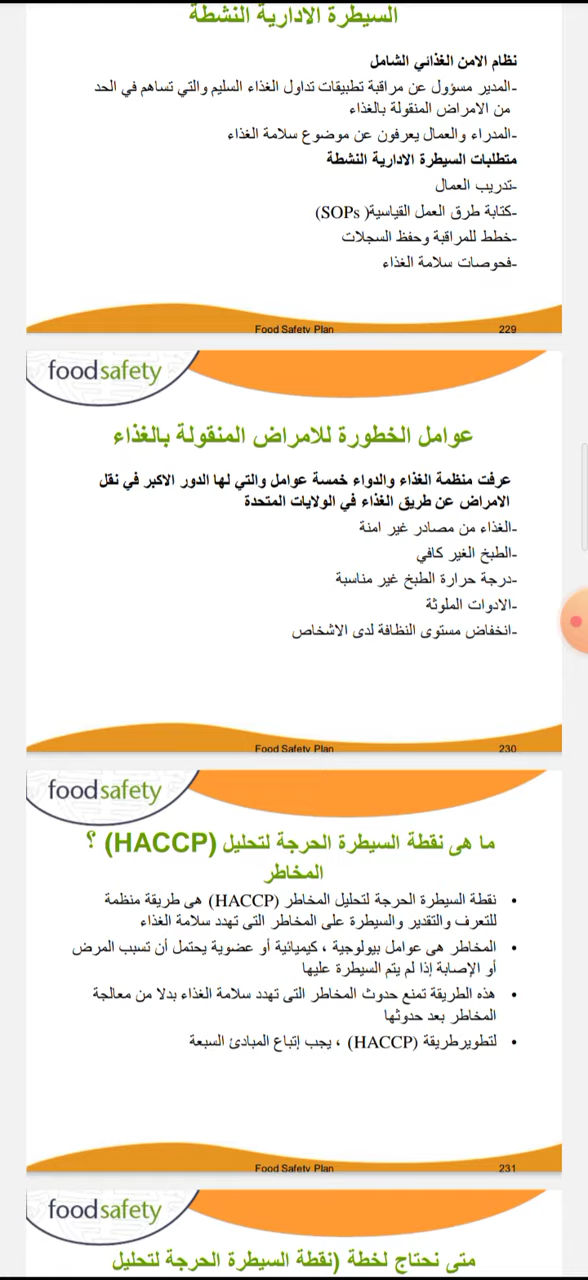 السيطرة الادارية النشطة
نظام الامن الغذائي الشامل
-المدير مسؤول عن مراقبة تطبيقات تداول الغذاء السليم والتي تساهم في الحد
من الامراض المنقولة بالغذاء
-المدراء والعمال يعرفون عن موضوع سلامة الغذاء
متطلبات السيطرة الادارية النشطة
-تدريب العمال
-كتابة طرق العمل القياسية( SOPs)
-خطط للمراقبة وحفظ السجلات
-فحوصات سلامة الغذاء
Food Safety Plan
229
foodsafety
عوامل الخطورة للامراض المنقولة بالغذاء
عرفت منظمة الغذاء والدواء خمسة عوامل والتي لها الدور الاكبر في نقل
الامراض عن طريق الغذاء في الولايات المتحدة
-الغذاء من مصادر غير امنة
-الطبخ الغير كافي
-درجة حرارة الطبخ غير مناسبة
-الادوات الملوثة
-انخفاض مستوى النظافة لدى الاشخاص
Food Safety Plan
230
foodsafety
ما هى نقطة السيطرة الحرجة لتحليل (HACCP) ؟
المخاطر
• نقطة السيطرة الحرجة لتحليل المخاطر (HACCP) هى طريقة منظمة
للتعرف والتقدير والسيطرة على المخاطر التى تهدد سلامة الغذاء
• المخاطر هى عوامل بيولوجية ، كيميائية أو عضوية يحتمل أن تسبب المرض
أو الإصابة إذا لم يتم السيطرة عليها
• هذه الطريقة تمنع حدوث المخاطر التى تهدد سلامة الغذاء بدلا من معالجة
المخاطر بعد حدوثها
• لتطويرطريقة (HACCP) ، يجب إتباع المبادئ السبعة
Food Safety Plan
231
foodsafety
متى نحتاج لخطة (نقطة السيطرة الحرجة لتحليل